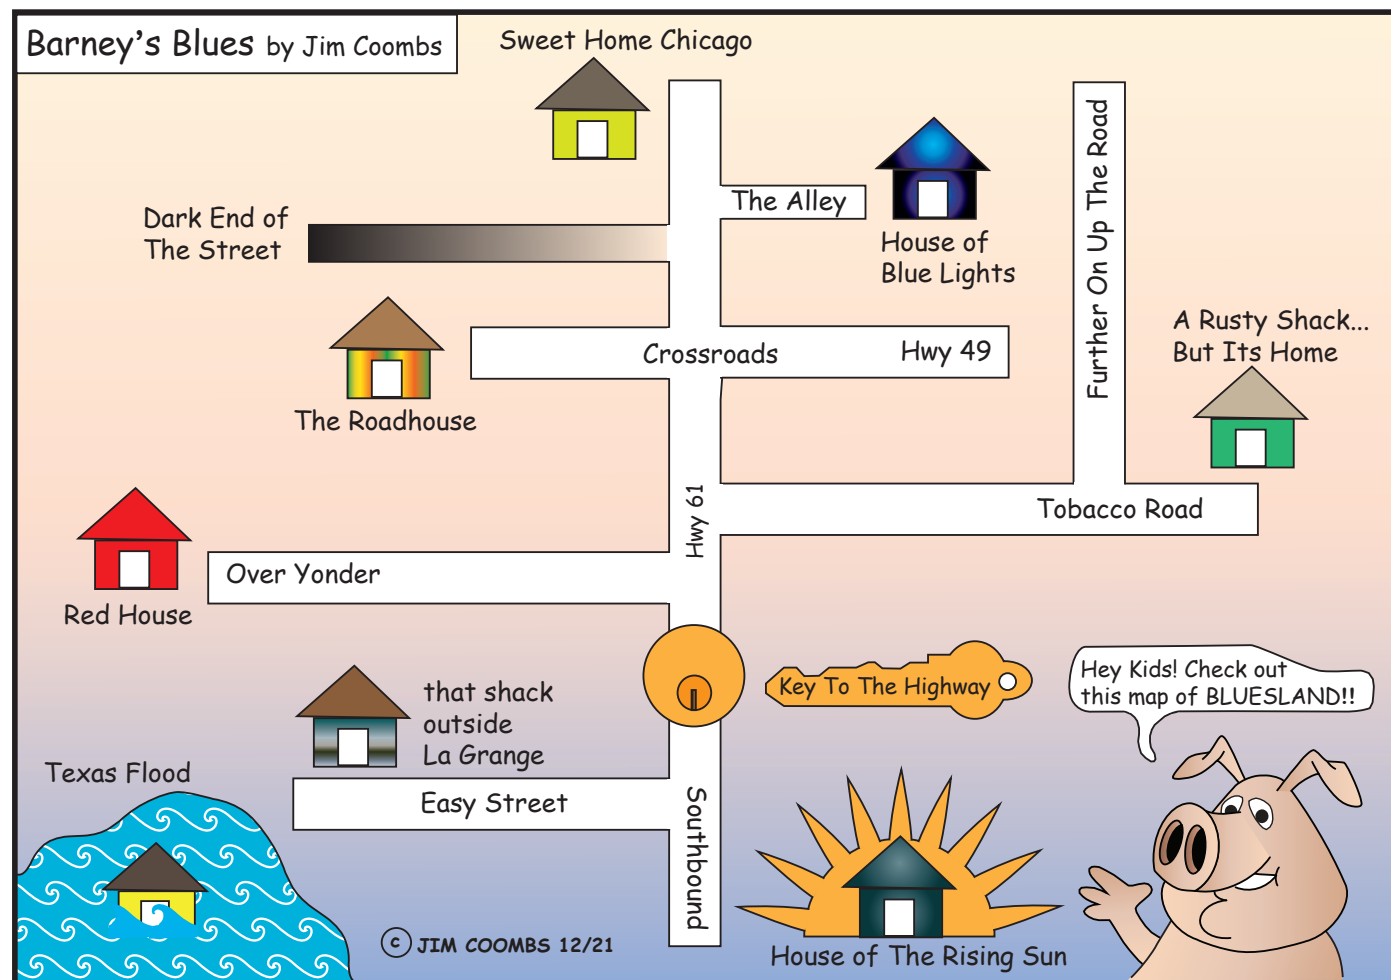 Barney's Blues by Jim Coombs
Sweet Home Chicago
The Alley
House of
Blue Lights
Dark End of
The Street
Further On Up The Road
A Rusty Shack...
But Its Home
Crossroads
Hwy 49
The Roadhouse
Hwy 61
Tobacco Road
Over Yonder
Red House
Key To The Highway
Hey Kids! Check out
this map of BLUESLAND!!
that shack
outside
La Grange
Texas Flood
Easy Street
Southbound
House of The Rising Sun
c JIM COOMBS 12/21